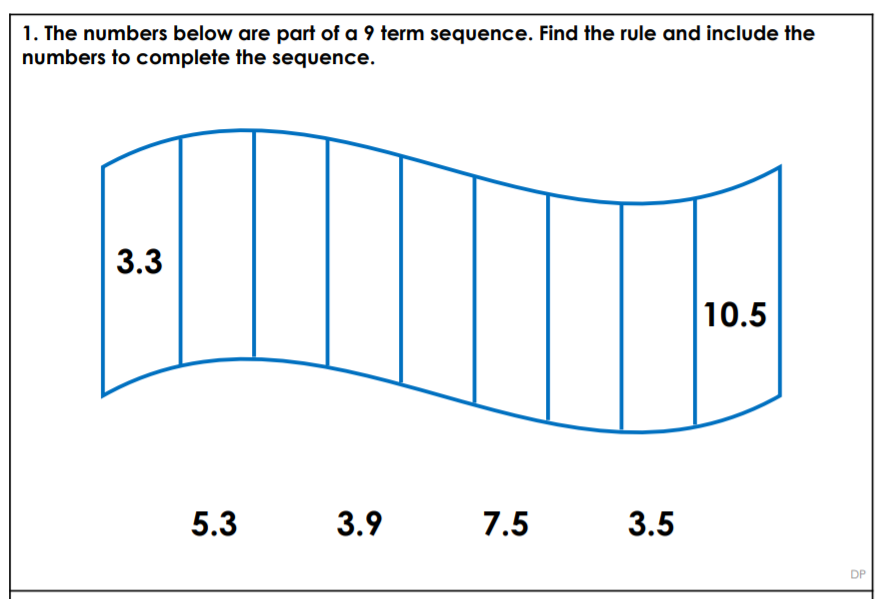 1. The numbers below are part of a 9 term sequence. Find the rule and include the
numbers to complete the sequence.
3.3
10.5
5.3 3.9 7.5 3.5
DP